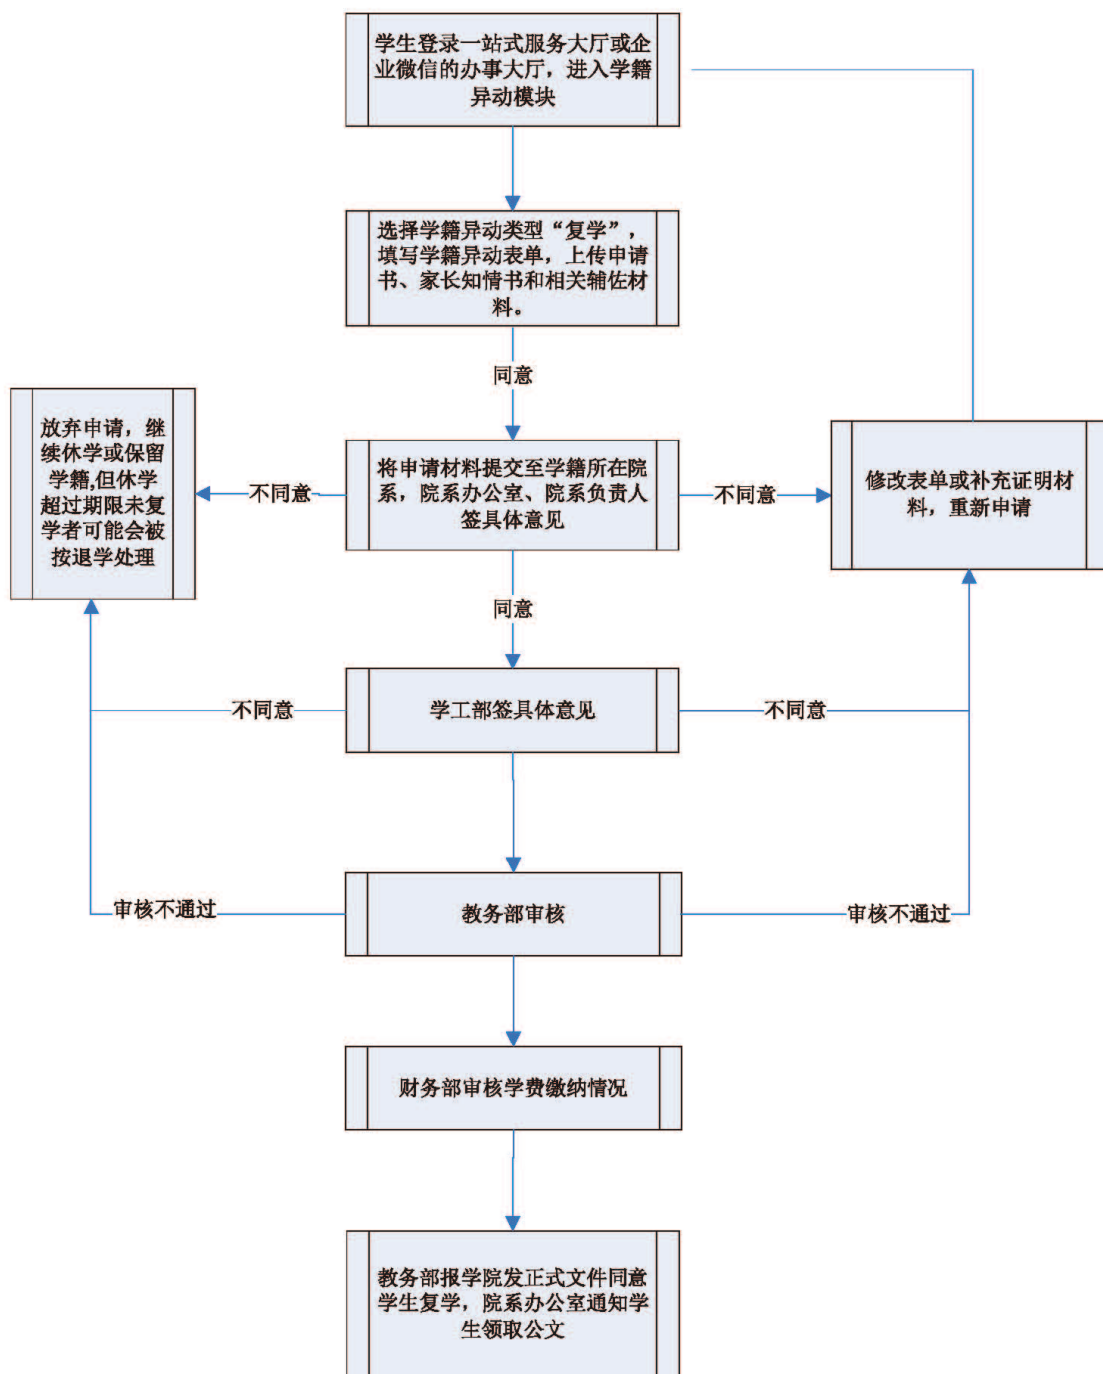 学生登录一站式服务大厅或企
业微信的办事大厅，进入学籍
异动模块
选择学籍异动类型“复学”，
填写学籍异动表单，上传申请
书、家长知情书和相关辅佐材
料。
同意
放弃申请，继
续休学或保留
学籍,但休学
超过期限未复
学者可能会被
按退学处理
不同意
将申请材料提交至学籍所在院
系，院系办公室、院系负责人
签具体意见
不同意
修改表单或补充证明材
料，重新申请
同意
不同意
学工部签具体意见
不同意
审核不通过
教务部审核
审核不通过
财务部审核学费缴纳情况
教务部报学院发正式文件同意
学生复学，院系办公室通知学
生领取公文